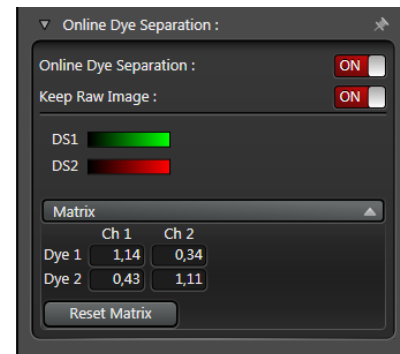 Online Dye Separation :
Online Dye Separation : ON
Keep Raw Image : ON
DS1
DS2
Matrix
Ch 1 Ch 2
Dye 1 1,14 0,34
Dye 2 0,43 1,11
Reset Matrix